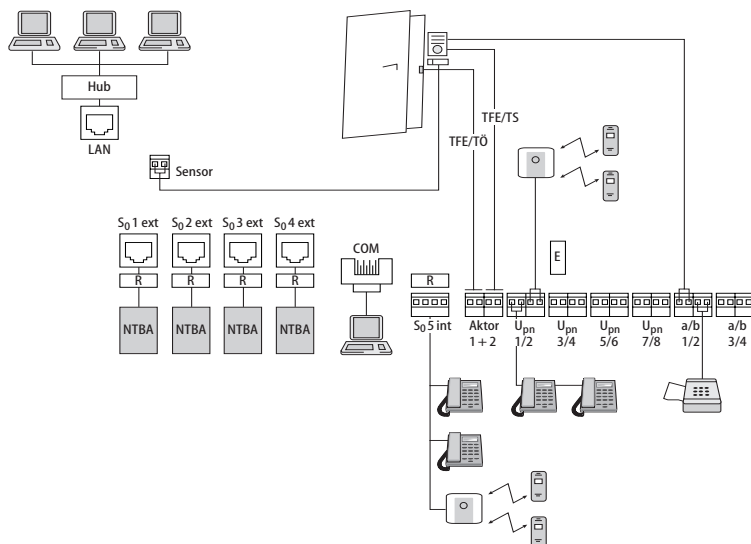 Hub
LAN
Sensor
TFE/TS
TFE/TÖ
S0 1 ext S0 2 ext S0 3 ext S0 4 ext
COM
E
R R R R
R
NTBA NTBA NTBA NTBA
S0 5 int
Aktor
1 + 2
Upn
1/2
Upn
3/4
Upn
5/6
Upn
7/8
a/b
1/2
a/b
3/4